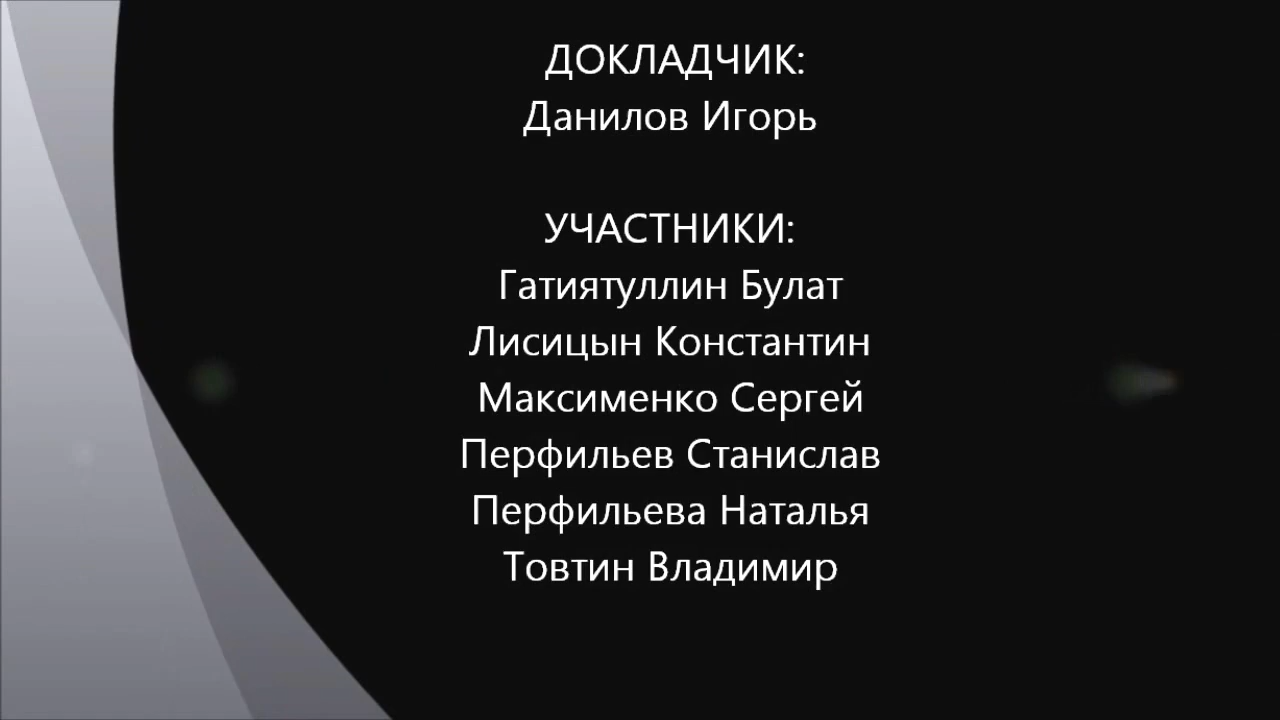 ДОКЛАДЧИК:
Данилов Игорь
УЧАСТНИКИ:
Гатиятуллин Булат
Лисицын Константин
Максименко Сергей
Перфильев Станислав
Перфильева Наталья
Товтин Владимир